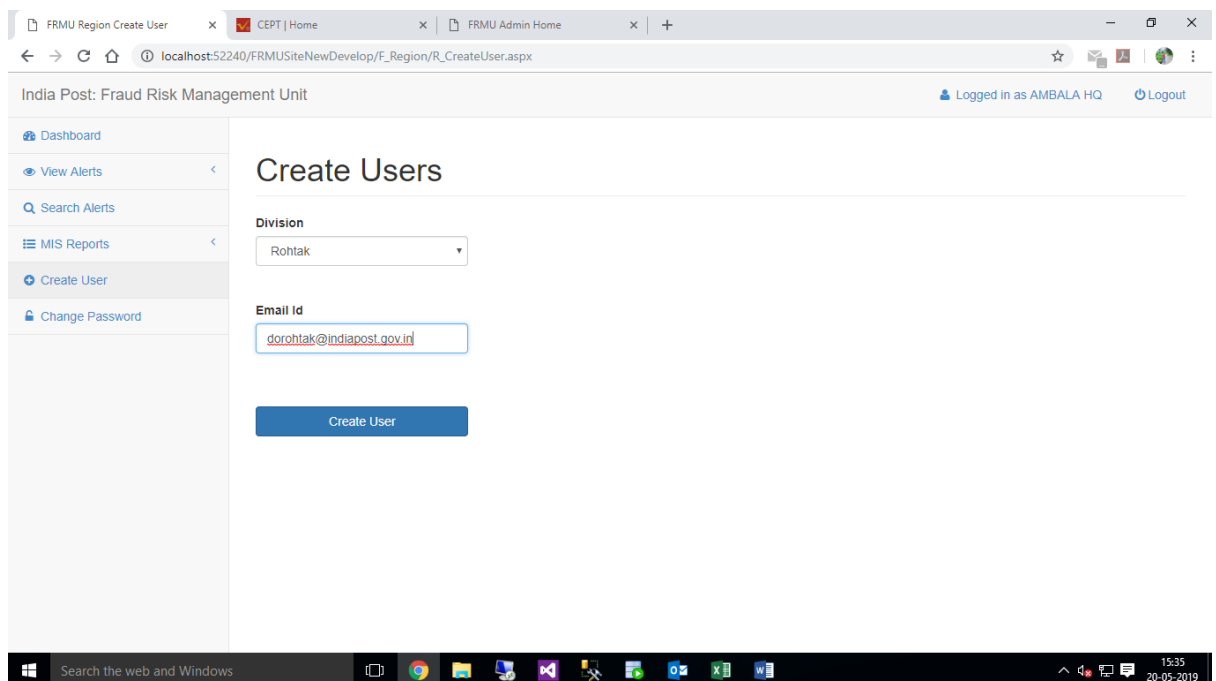 FRMU Region Create User
CEPT | Home
FRMU Admin Home
localhost:52240/FRMUSiteNewDevelop/F_Region/R_CreateUser.aspx
India Post: Fraud Risk Management Unit
Logged in as AMBALA HQ
Logout
Dashboard
View Alerts
Search Alerts
MIS Reports
Create User
Change Password
Create Users
Division
Rohtak
Email Id
dorohtak@indiapost.gov.in
Create User
Search the web and Windows
15:35
20-05-2019